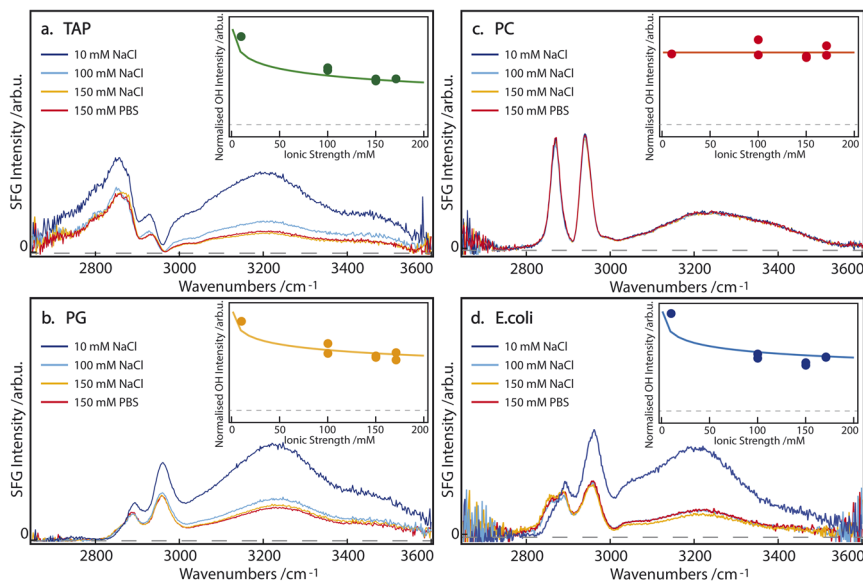 a. TAP
10 mM NaCl
100 mM NaCl
150 mM NaCl
150 mM PBS
SFG Intensity /arb.u.
0
2800 3000 3200 3400 3600
Wavenumbers /cm-1
Normalised OH Intensity /arb.u.
0 50 100 150 200
Ionic Strength /mM
c. PC
10 mM NaCl
100 mM NaCl
150 mM NaCl
150 mM PBS
SFG Intensity /arb.u.
0
2800 3000 3200 3400 3600
Wavenumbers /cm-1
Normalised OH Intensity /arb.u.
0 50 100 150 200
Ionic Strength /mM
b. PG
10 mM NaCl
100 mM NaCl
150 mM NaCl
150 mM PBS
SFG Intensity /arb.u.
0
2800 3000 3200 3400 3600
Wavenumbers /cm-1
Normalised OH Intensity /arb.u.
0 50 100 150 200
Ionic Strength /mM
d. E.coli
10 mM NaCl
100 mM NaCl
150 mM NaCl
150 mM PBS
SFG Intensity /arb.u.
0
2800 3000 3200 3400 3600
Wavenumbers /cm-1
Normalised OH Intensity /arb.u.
0 50 100 150 200
Ionic Strength /mM